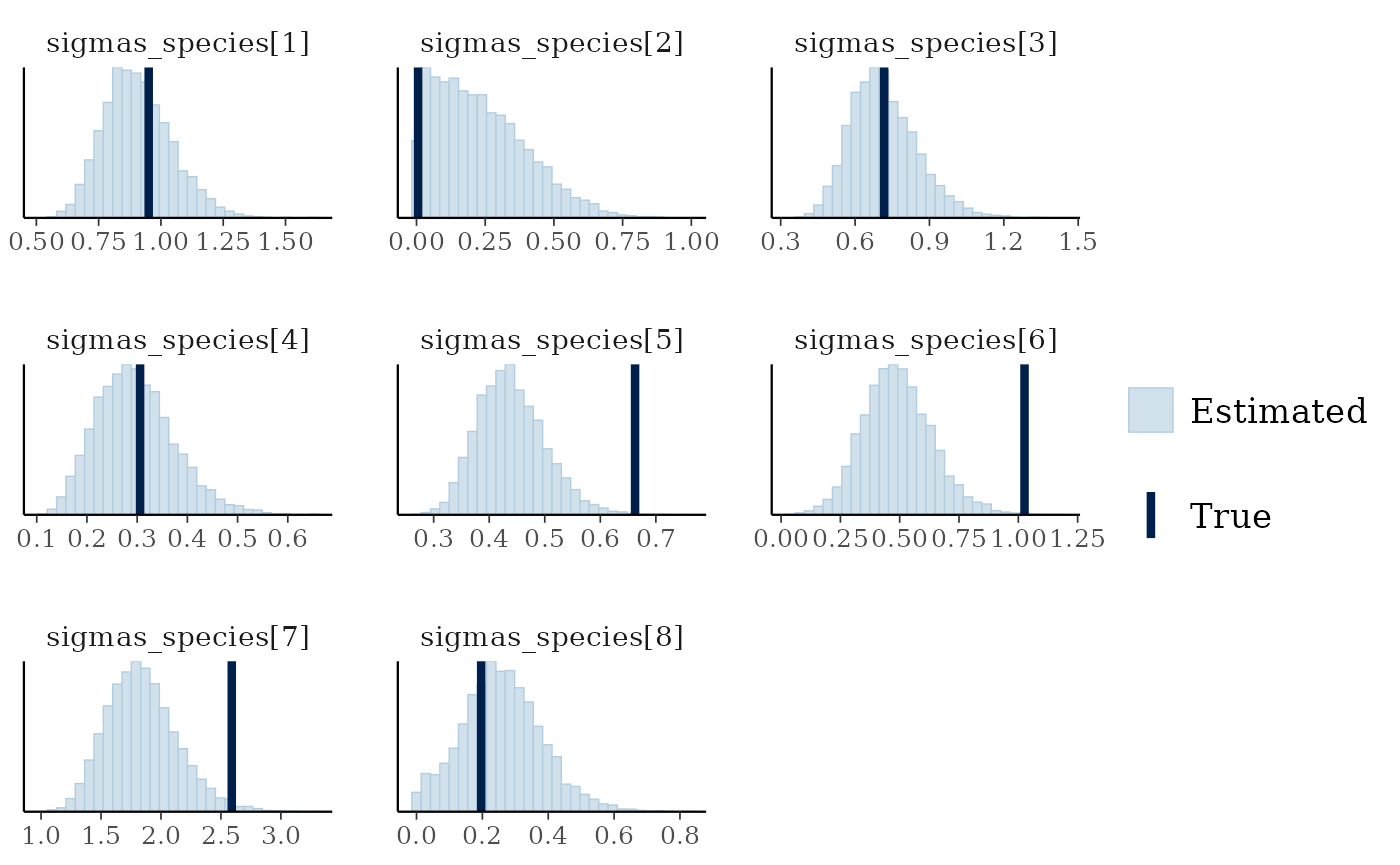 sigmas_species[1] sigmas_species[2] sigmas_species[3]
0.50 0.75 1.00 1.25 1.50 0.00 0.25 0.50 0.75 1.00 0.3 0.6 0.9 1.2 1.5
sigmas_species[4] sigmas_species[5] sigmas_species[6]
Estimated
True
0.1 0.2 0.3 0.4 0.5 0.6 0.3 0.4 0.5 0.6 0.7 0.00 0.25 0.50 0.75 1.00 1.25
sigmas_species[7] sigmas_species[8]
1.0 1.5 2.0 2.5 3.0 0.0 0.2 0.4 0.6 0.8